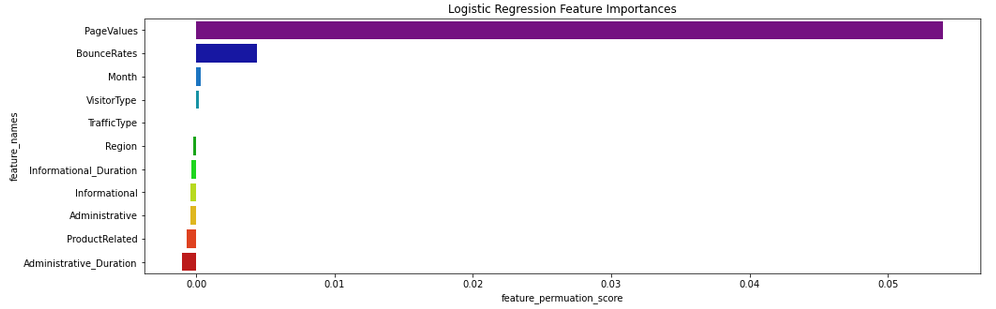 Logistic Regression Feature Importances
PageValues
BounceRates
Month
VisitorType
TrafficType
Region
Informational_Duration
Informational
Administrative
ProductRelated
Administrative_Duration
feature_names
0.00 0.01 0.02 0.03 0.04 0.05
feature_permuation_score